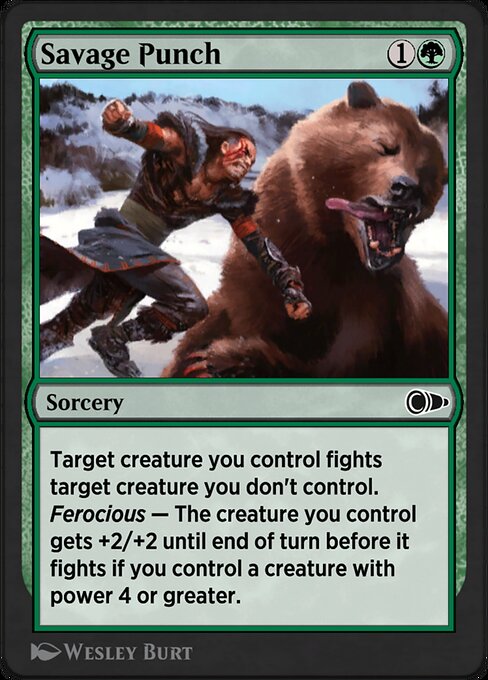 Savage Punch 1
Sorcery
Target creature you control fights
target creature you don't control.
Ferocious — The creature you control
gets +2/+2 until end of turn before it
fights if you control a creature with
power 4 or greater.
Wesley Burt